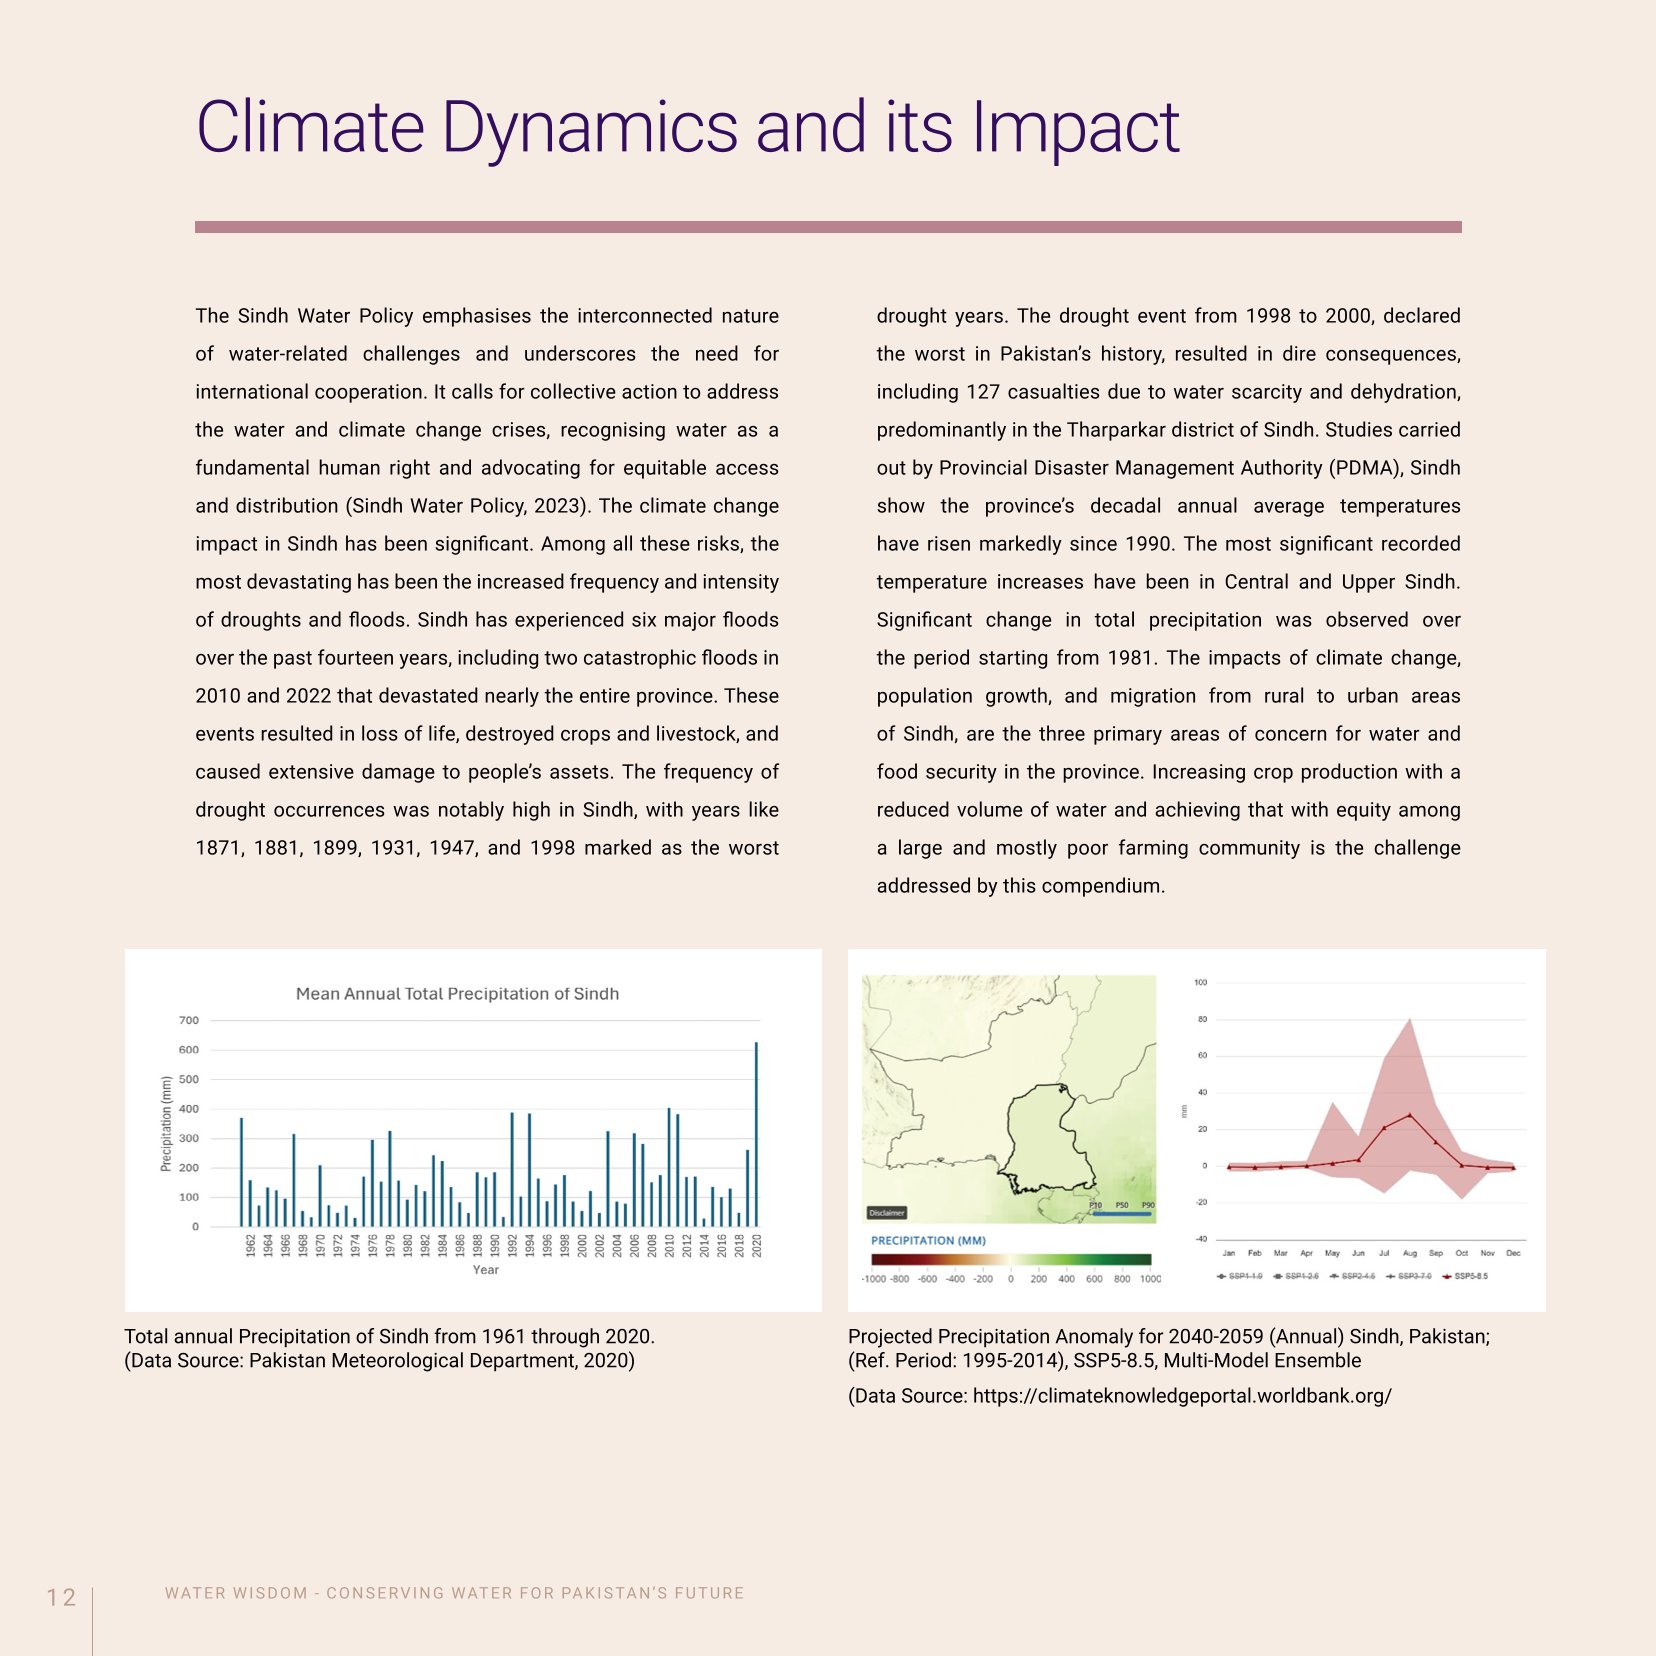 Climate Dynamics and its Impact
The Sindh Water Policy emphasises the interconnected nature
of water-related challenges and underscores the need for
international cooperation. It calls for collective action to address
the water and climate change crises, recognising water as a
fundamental human right and advocating for equitable access
and distribution (Sindh Water Policy, 2023). The climate change
impact in Sindh has been significant. Among all these risks, the
most devastating has been the increased frequency and intensity
of droughts and floods. Sindh has experienced six major floods
over the past fourteen years, including two catastrophic floods in
2010 and 2022 that devastated nearly the entire province. These
events resulted in loss of life, destroyed crops and livestock, and
caused extensive damage to people’s assets. The frequency of
drought occurrences was notably high in Sindh, with years like
1871, 1881, 1899, 1931, 1947, and 1998 marked as the worst
drought years. The drought event from 1998 to 2000, declared
the worst in Pakistan’s history, resulted in dire consequences,
including 127 casualties due to water scarcity and dehydration,
predominantly in the Tharparkar district of Sindh. Studies carried
out by Provincial Disaster Management Authority (PDMA), Sindh
show the province’s decadal annual average temperatures
have risen markedly since 1990. The most significant recorded
temperature increases have been in Central and Upper Sindh.
Significant change in total precipitation was observed over
the period starting from 1981. The impacts of climate change,
population growth, and migration from rural to urban areas
of Sindh, are the three primary areas of concern for water and
food security in the province. Increasing crop production with a
reduced volume of water and achieving that with equity among
a large and mostly poor farming community is the challenge
addressed by this compendium.
Mean Annual Total Precipitation of Sindh
Precipitation (mm)
700
600
500
400
300
200
100
0
1962 1964 1966 1968 1970 1972 1974 1976 1978 1980 1982 1984 1986 1988 1990 1992 1994 1996 1998 2000 2002 2004 2006 2008 2010 2012 2014 2016 2018 2020
Year
Total annual Precipitation of Sindh from 1961 through 2020.
(Data Source: Pakistan Meteorological Department, 2020)
Disclaimer
P10 P50 P90
PRECIPITATION (MM)
-1000 -800 -600 -400 -200 0 200 400 600 800 1000
mm
100
80
60
40
20
0
-20
-40
Jan Feb Mar Apr May Jun Jul Aug Sep Oct Nov Dec
SSP1-1.9 SSP1-2.6 SSP2-4.5 SSP3-7.0 SSP5-8.5
Projected Precipitation Anomaly for 2040-2059 (Annual) Sindh, Pakistan;
(Ref. Period: 1995-2014), SSP5-8.5, Multi-Model Ensemble
(Data Source: https://climateknowledgeportal.worldbank.org/
12
WATER WISDOM - CONSERVING WATER FOR PAKISTAN’S FUTURE